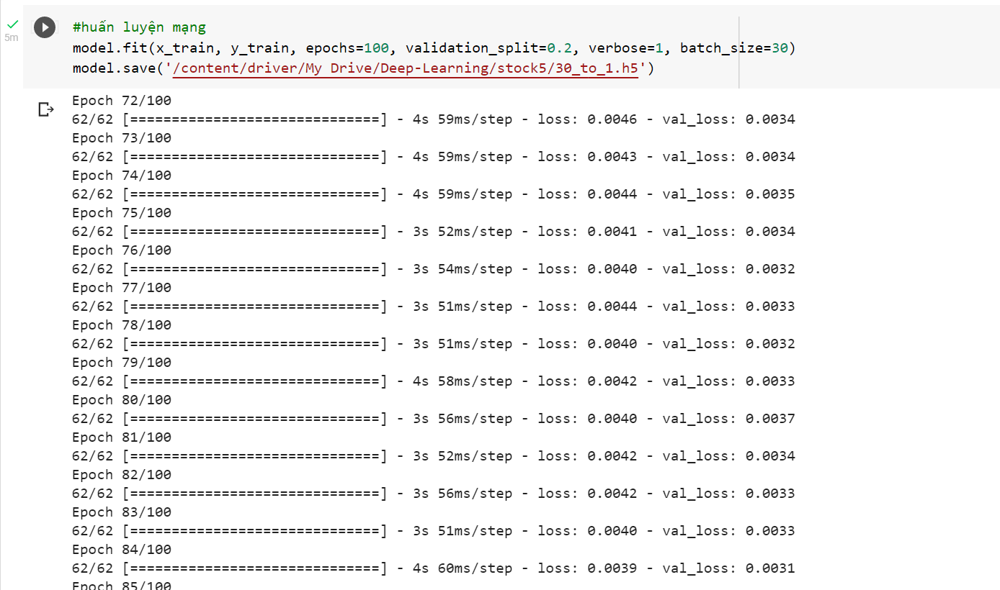 5m
#huấn luyện mạng
model.fit(x_train, y_train, epochs=100, validation_split=0.2, verbose=1, batch_size=30)
model.save('/content/driver/My Drive/Deep-Learning/stock5/30_to_1.h5')
Epoch 72/100
62/62 [==============================] - 4s 59ms/step - loss: 0.0046 - val_loss: 0.0034
Epoch 73/100
62/62 [==============================] - 4s 59ms/step - loss: 0.0043 - val_loss: 0.0034
Epoch 74/100
62/62 [==============================] - 4s 59ms/step - loss: 0.0044 - val_loss: 0.0035
Epoch 75/100
62/62 [==============================] - 3s 52ms/step - loss: 0.0041 - val_loss: 0.0034
Epoch 76/100
62/62 [==============================] - 3s 54ms/step - loss: 0.0040 - val_loss: 0.0032
Epoch 77/100
62/62 [==============================] - 3s 51ms/step - loss: 0.0044 - val_loss: 0.0033
Epoch 78/100
62/62 [==============================] - 3s 51ms/step - loss: 0.0040 - val_loss: 0.0032
Epoch 79/100
62/62 [==============================] - 4s 58ms/step - loss: 0.0042 - val_loss: 0.0033
Epoch 80/100
62/62 [==============================] - 3s 56ms/step - loss: 0.0040 - val_loss: 0.0037
Epoch 81/100
62/62 [==============================] - 3s 52ms/step - loss: 0.0042 - val_loss: 0.0034
Epoch 82/100
62/62 [==============================] - 3s 56ms/step - loss: 0.0042 - val_loss: 0.0033
Epoch 83/100
62/62 [==============================] - 3s 51ms/step - loss: 0.0040 - val_loss: 0.0033
Epoch 84/100
62/62 [==============================] - 4s 60ms/step - loss: 0.0039 - val_loss: 0.0031
Epoch 85/100